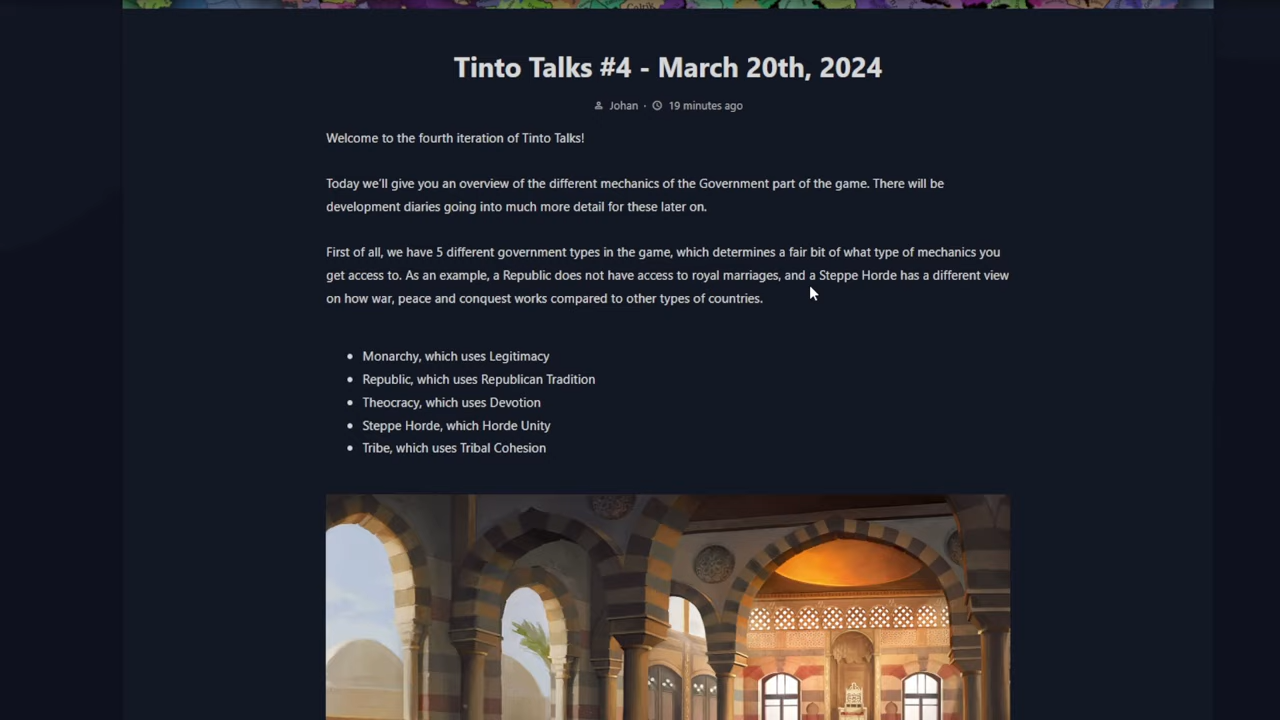 Tinto Talks #4 - March 20th, 2024
Johan · 19 minutes ago
Welcome to the fourth iteration of Tinto Talks!
Today we'll give you an overview of the different mechanics of the Government part of the game. There will be
development diaries going into much more detail for these later on.
First of all, we have 5 different government types in the game, which determines a fair bit of what type of mechanics you
get access to. As an example, a Republic does not have access to royal marriages, and a Steppe Horde has a different view
on how war, peace and conquest works compared to other types of countries.
• Monarchy, which uses Legitimacy
• Republic, which uses Republican Tradition
• Theocracy, which uses Devotion
• Steppe Horde, which Horde Unity
• Tribe, which uses Tribal Cohesion